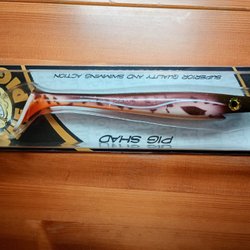 SUPERIOR QUALITY AND SWIMMING ACTION
PIG SHAD